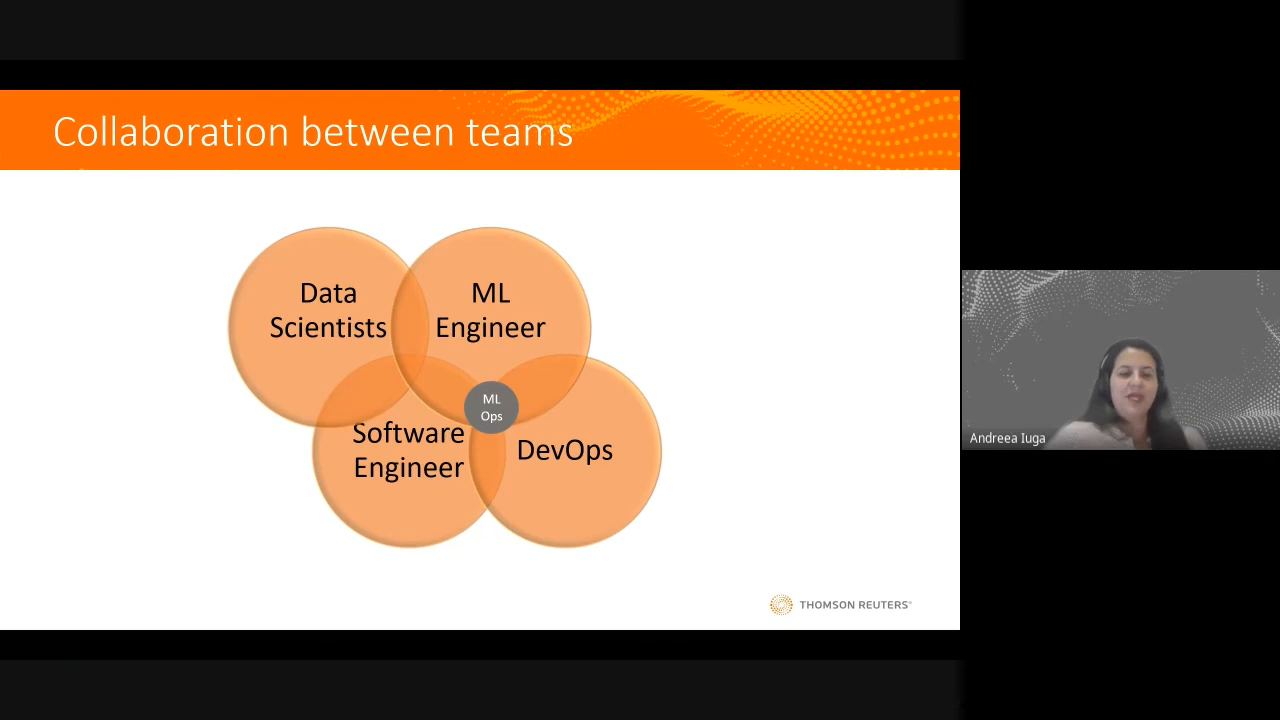 Collaboration between teams
Data
Scientists
ML
Engineer
ML
Ops
Software
Engineer
DevOps
THOMSON REUTERS®
Andreea Iuga